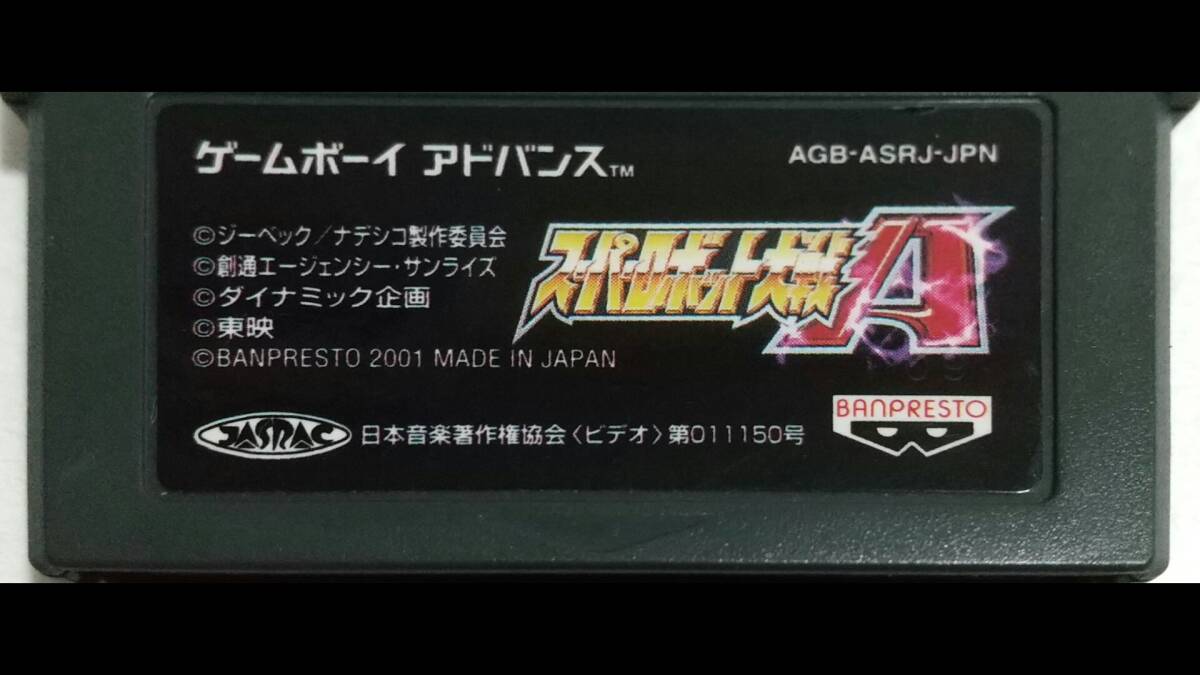 ゲームボーイ アドバンス™
AGB-ASRJ-JPN
©ジーベック/ナデシコ製作委員会
©創通エージェンシー・サンライズ
©ダイナミック企画
©東映
©BANPRESTO 2001 MADE IN JAPAN
スーパーロボット大戦A
BANPRESTO
JASRAC
日本音楽著作権協会〈ビデオ〉第011150号